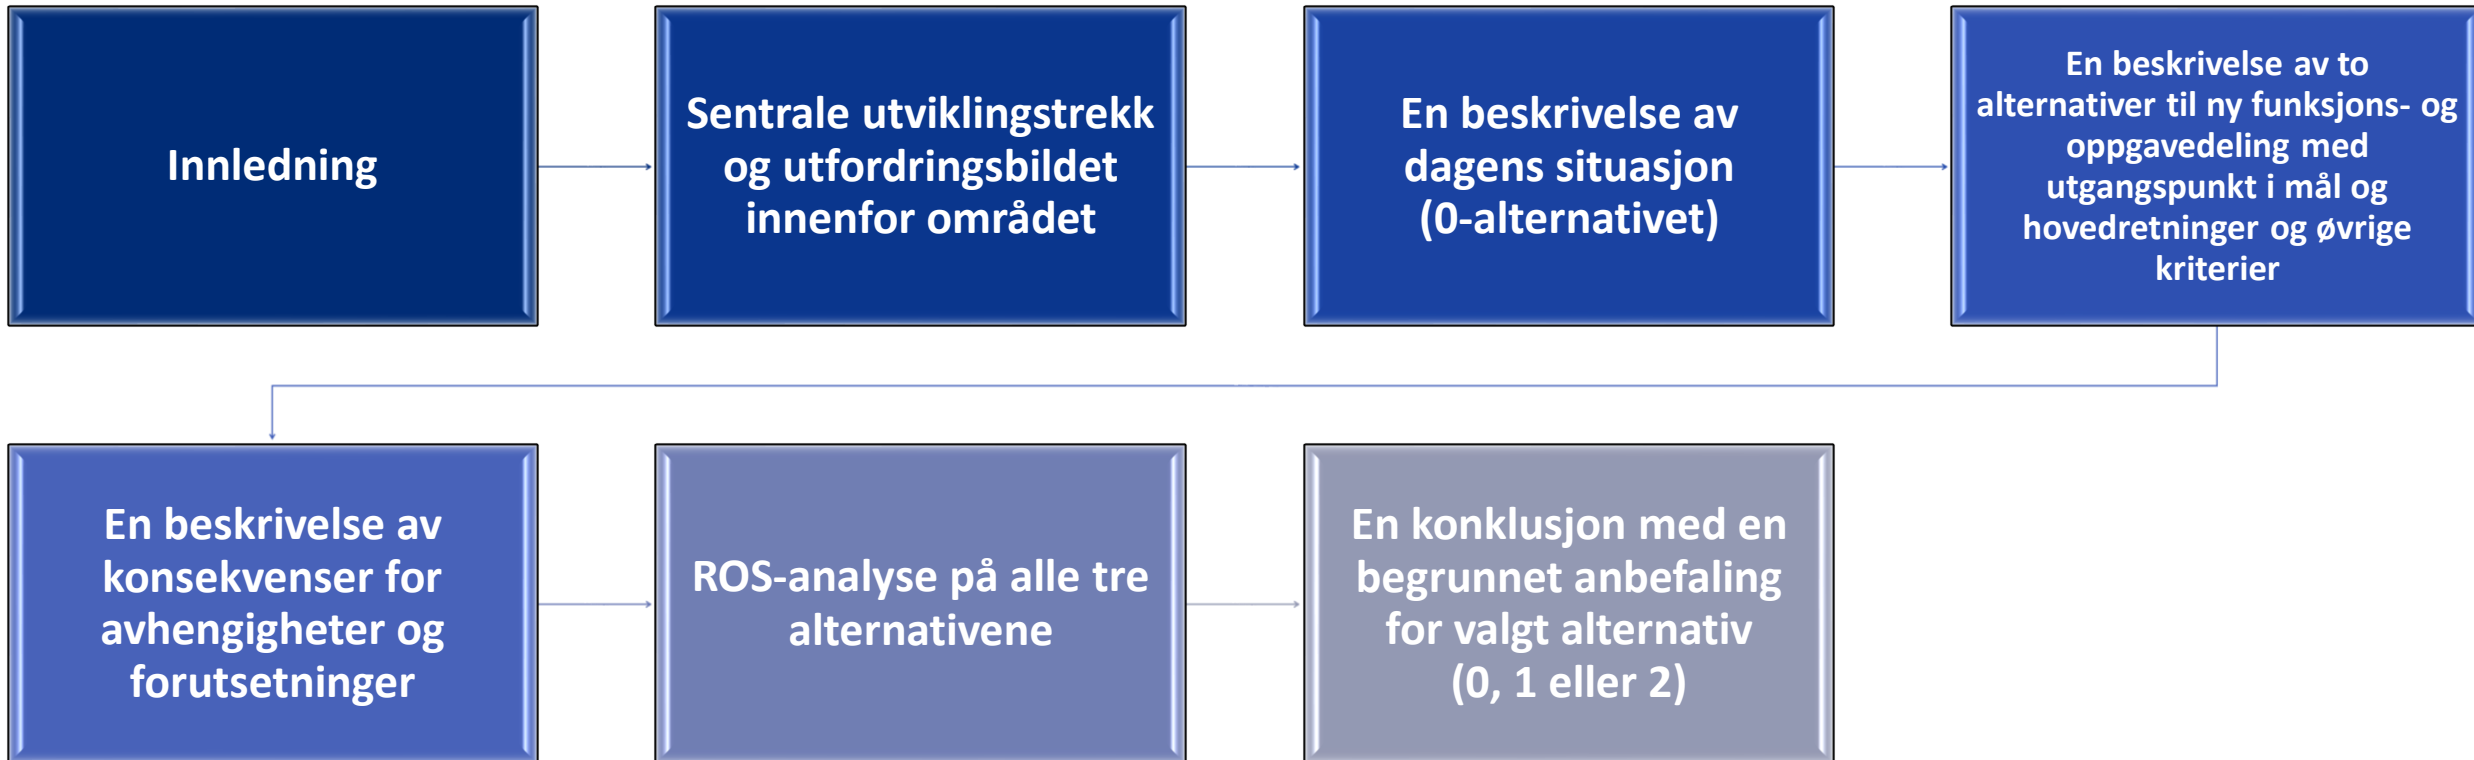 Innledning
Sentrale utviklingstrekk
og utfordringsbildet
innenfor området
En beskrivelse av
dagens situasjon
(0-alternativet)
En beskrivelse av to
alternativer til ny funksjons- og
oppgavedeling med
utgangspunkt i mål og
hovedretninger og øvrige
kriterier
En beskrivelse av
konsekvenser for
avhengigheter og
forutsetninger
ROS-analyse på alle tre
alternativene
En konklusjon med en
begrunnet anbefaling
for valgt alternativ
(0, 1 eller 2)